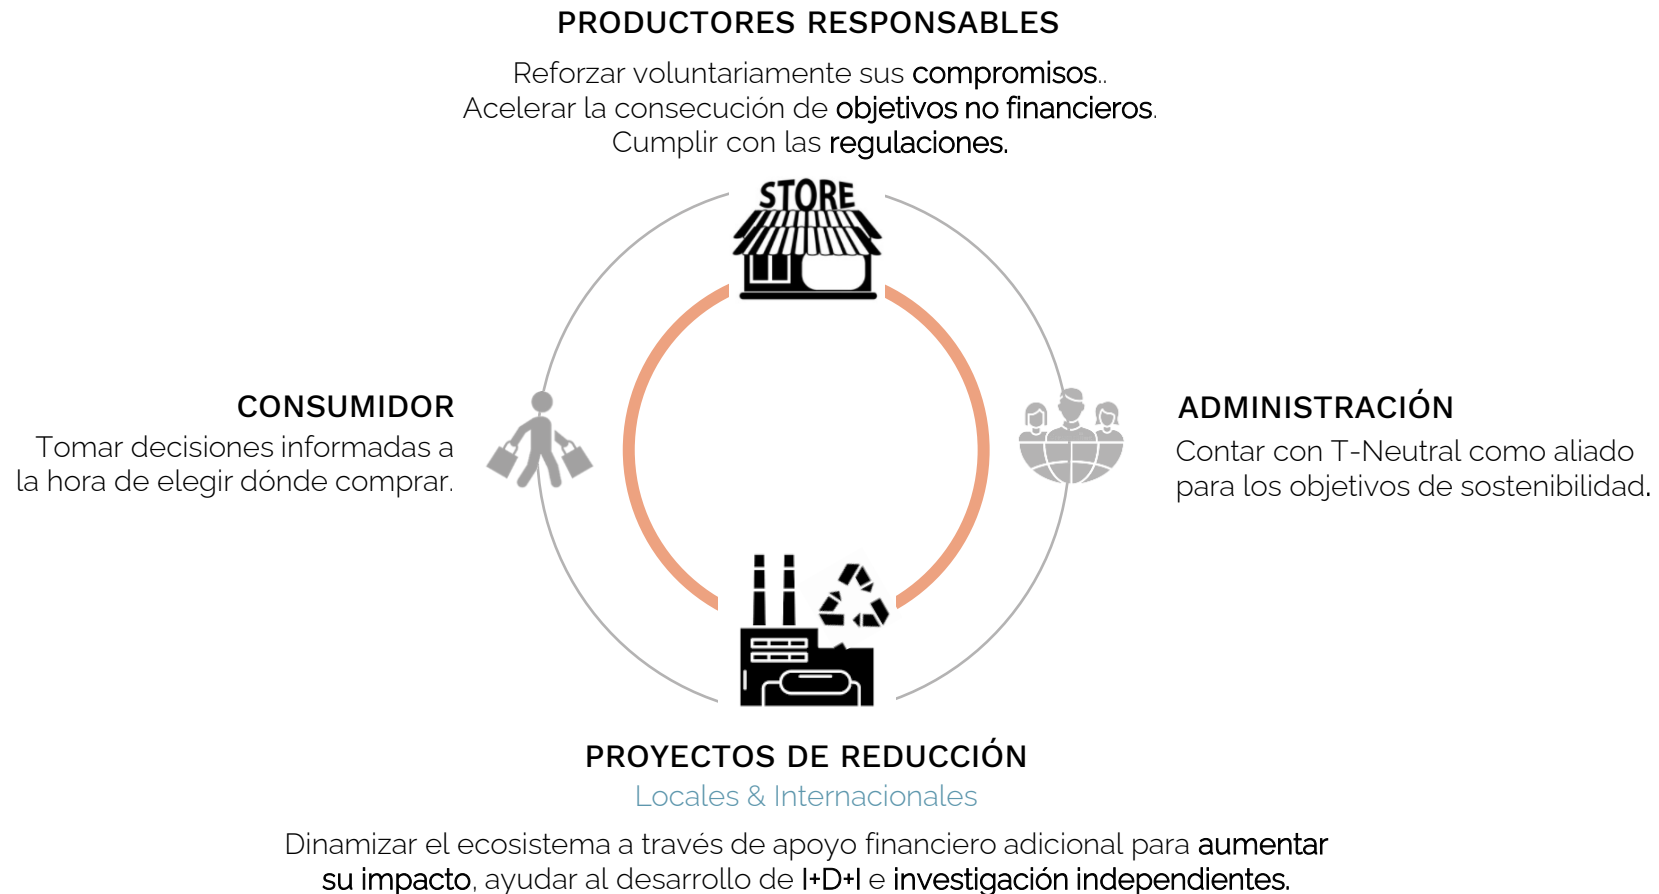 PRODUCTORES RESPONSABLES
Reforzar voluntariamente sus compromisos..
Acelerar la consecución de objetivos no financieros.
Cumplir con las regulaciones.
STORE
CONSUMIDOR
Tomar decisiones informadas a
la hora de elegir dónde comprar.
ADMINISTRACIÓN
Contar con T-Neutral como aliado
para los objetivos de sostenibilidad.
PROYECTOS DE REDUCCIÓN
Locales & Internacionales
Dinamizar el ecosistema a través de apoyo financiero adicional para aumentar
su impacto, ayudar al desarrollo de I+D+I e investigación independientes.